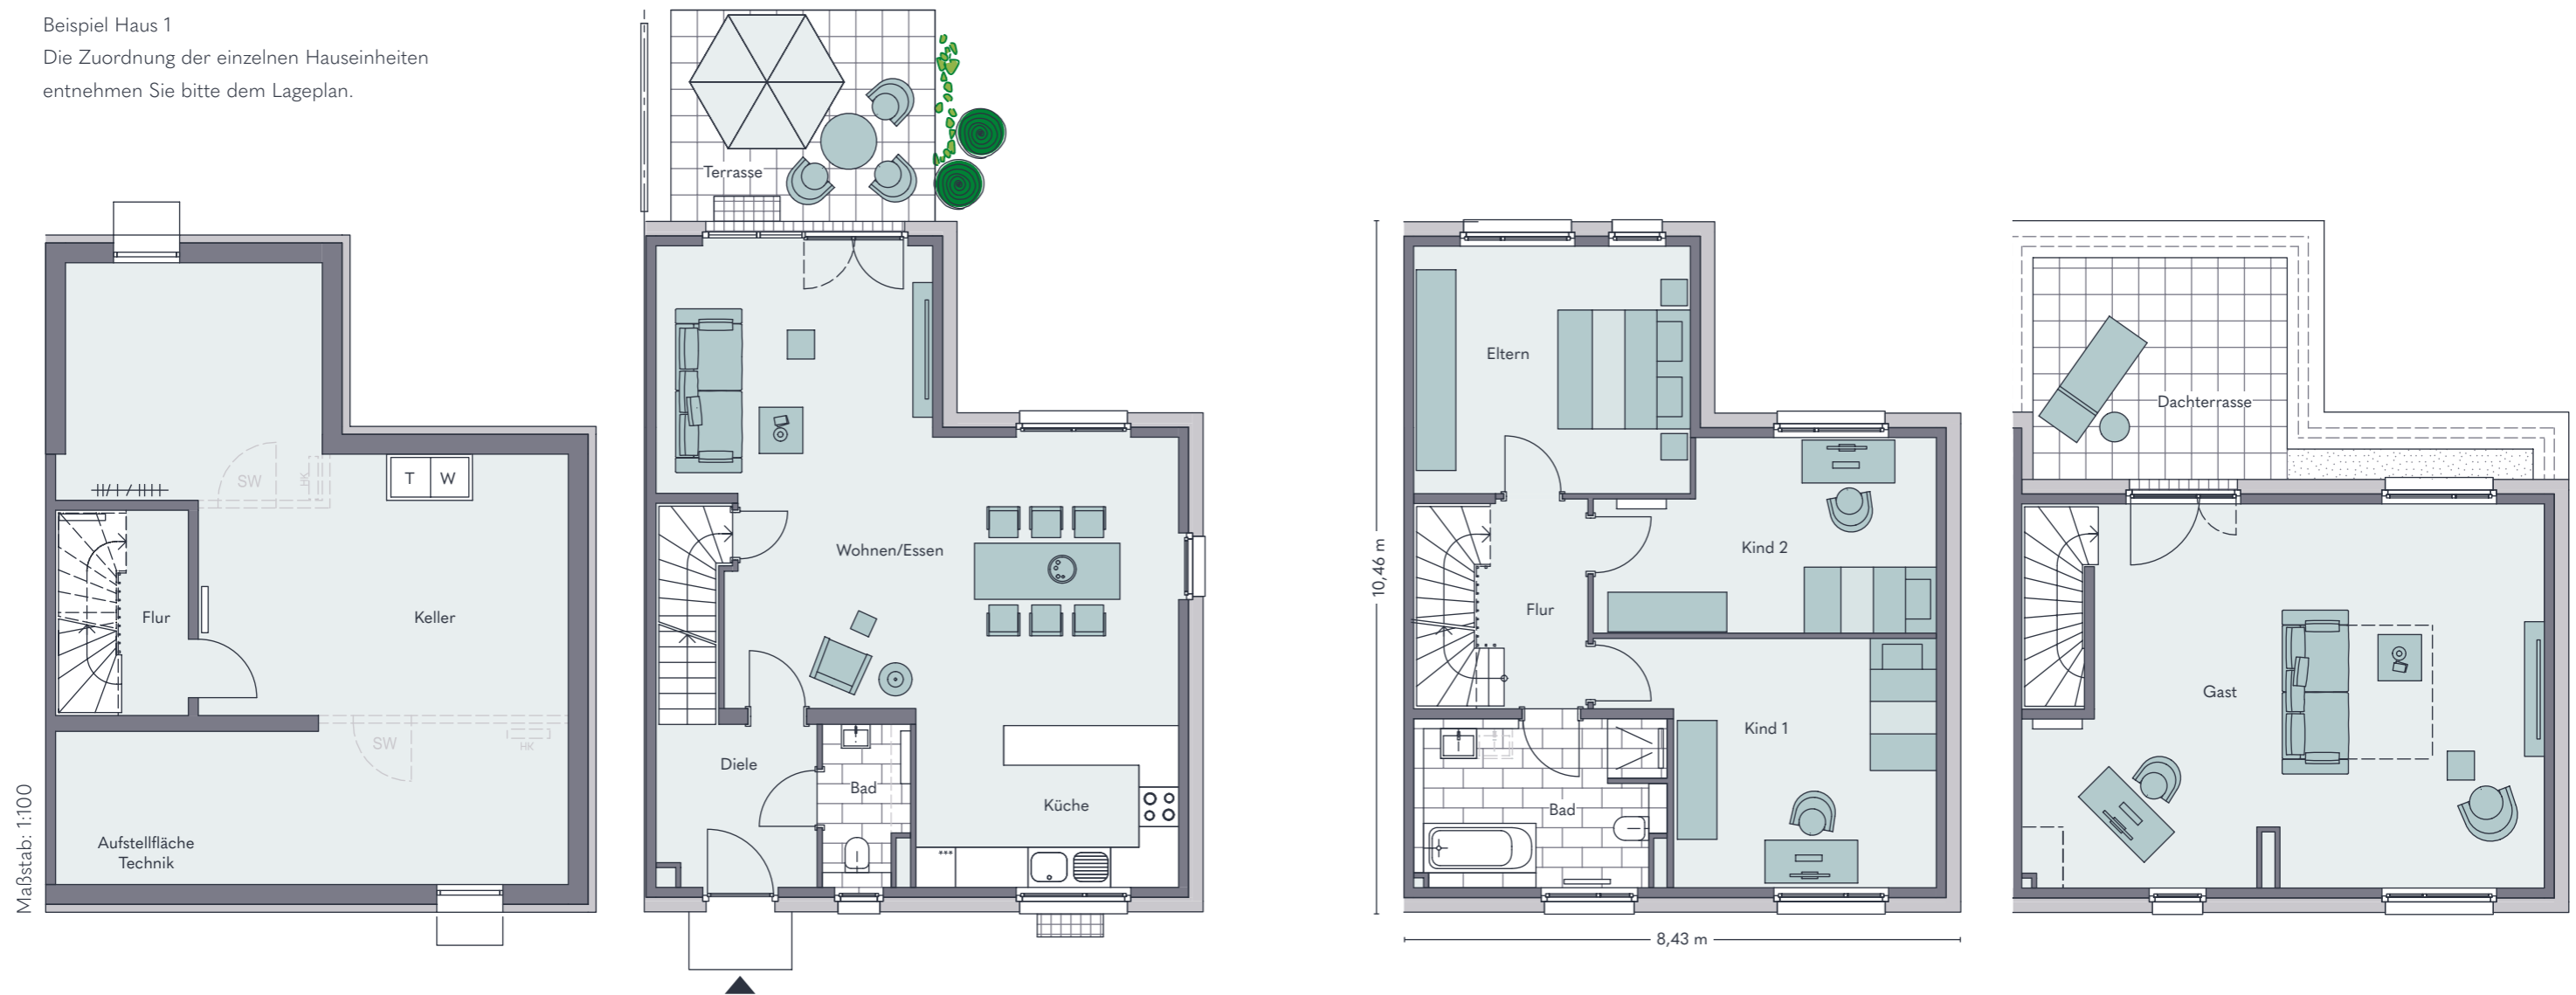 Beispiel Haus 1
Die Zuordnung der einzelnen Hauseinheiten
entnehmen Sie bitte dem Lageplan.
Maßstab: 1:100
SW
HK
T W
Flur
Keller
SW
HK
Aufstellfläche
Technik
Terrasse
Wohnen/Essen
Diele
Bad
Küche
***
10,46 m
8,43 m
Eltern
Kind 2
Flur
Kind 1
Bad
Dachterrasse
Gast